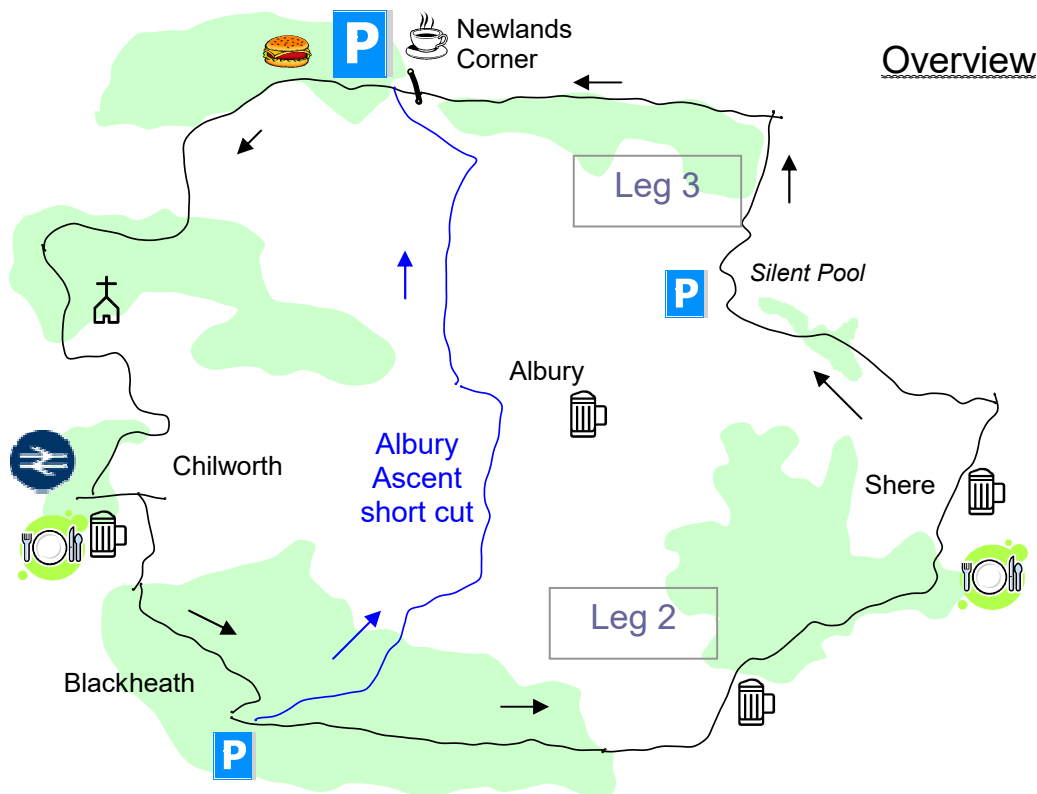 Newlands
Corner
Overview
P
Leg 3
Silent Pool
P
Albury
Albury
Ascent
short cut
Chilworth
Shere
Leg 2
Blackheath
P